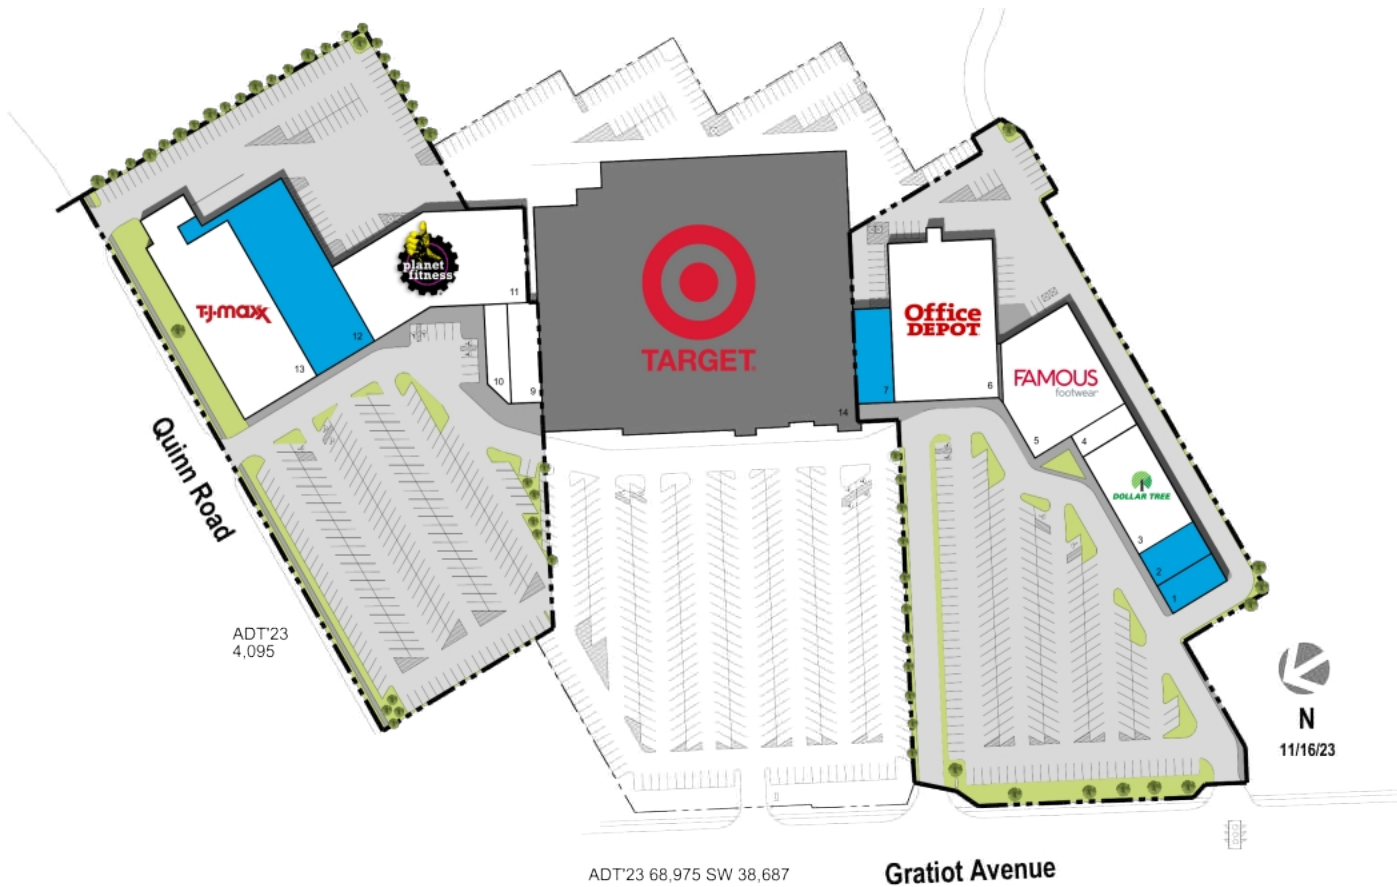 planet
fitness
T.J.maxx
11
12
13
10
9
TARGET
14
Office
DEPOT
7
6
FAMOUS
footwear
5
4
DOLLAR TREE
3
2
1
Quinn Road
ADT'23
4,095
N
11/16/23
ADT'23 68,975 SW 38,687
Gratiot Avenue